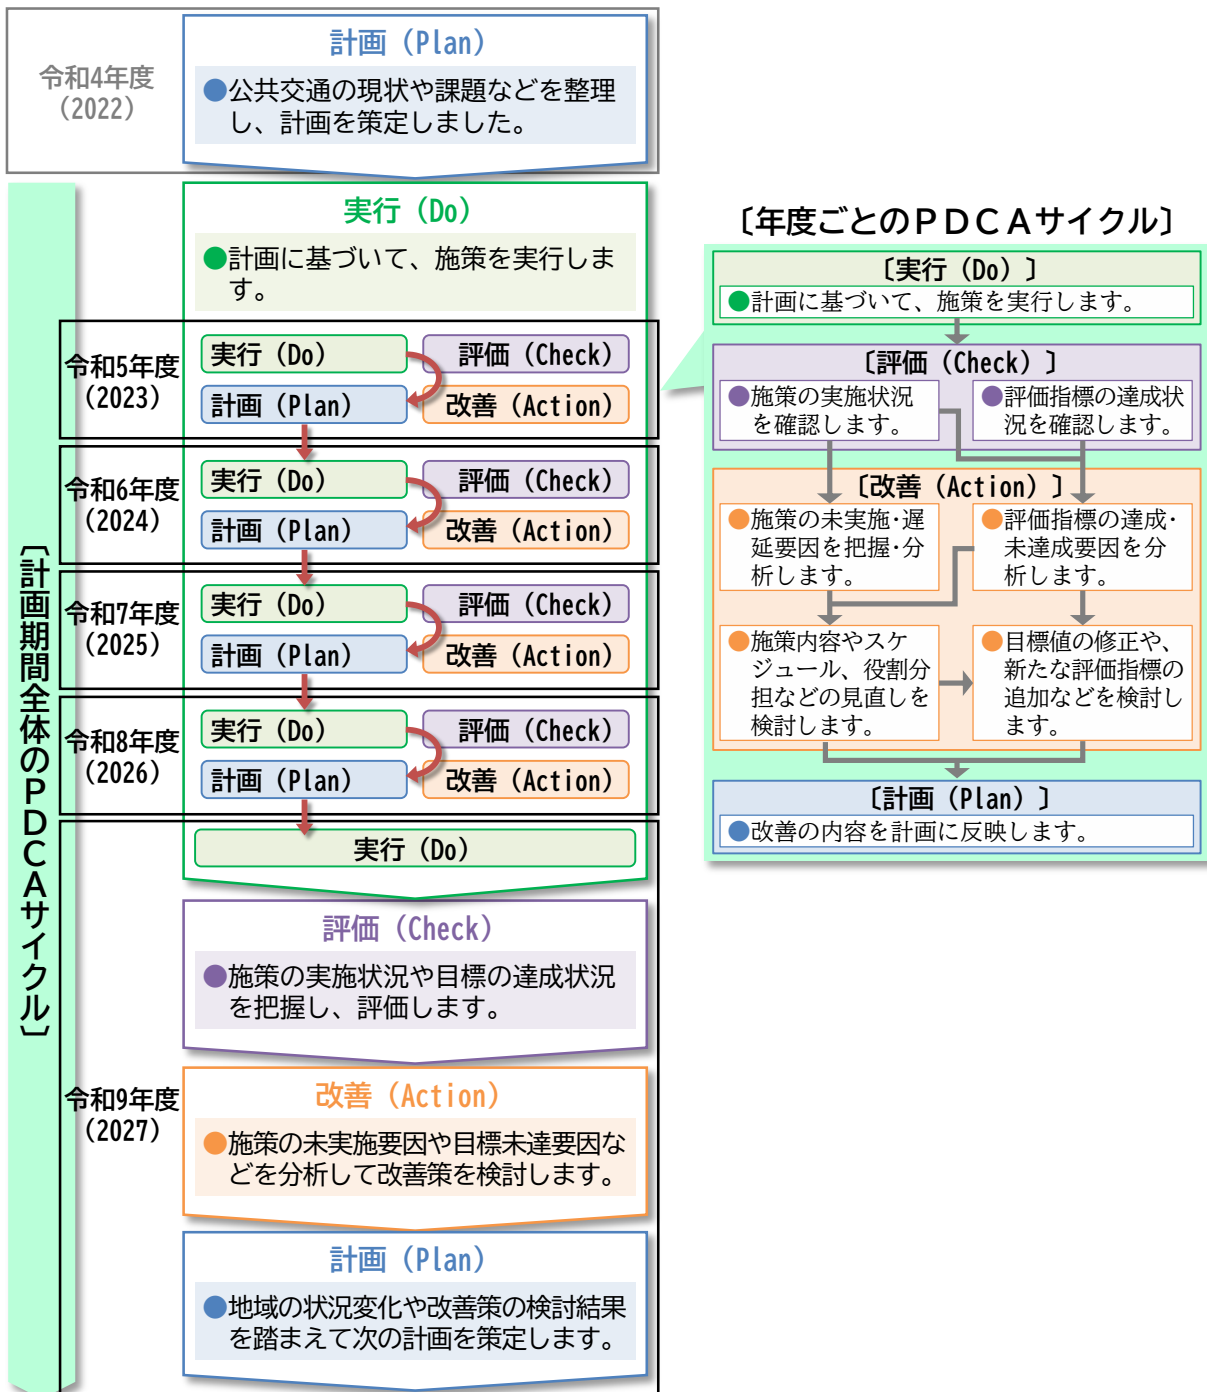 令和4年度
（2022）
計画（Plan）
●公共交通の現状や課題などを整理
し、計画を策定しました。
〔計画期間全体のＰＤＣＡサイクル〕
実行（Do）
●計画に基づいて、施策を実行しま
す。
令和5年度
（2023）
実行（Do）
評価（Check）
計画（Plan）
改善（Action）
令和6年度
（2024）
実行（Do）
評価（Check）
計画（Plan）
改善（Action）
令和7年度
（2025）
実行（Do）
評価（Check）
計画（Plan）
改善（Action）
令和8年度
（2026）
実行（Do）
評価（Check）
計画（Plan）
改善（Action）
令和9年度
（2027）
実行（Do）
評価（Check）
●施策の実施状況や目標の達成状況
を把握し、評価します。
改善（Action）
●施策の未実施要因や目標未達要因な
どを分析して改善策を検討します。
計画（Plan）
●地域の状況変化や改善策の検討結果
を踏まえて次の計画を策定します。
〔年度ごとのＰＤＣＡサイクル〕
〔実行（Do）〕
●計画に基づいて、施策を実行します。
〔評価（Check）〕
●施策の実施状況
を確認します。
●評価指標の達成状
況を確認します。
〔改善（Action）〕
●施策の未実施･遅
延要因を把握･分
析します。
●評価指標の達成･
未達成要因を分
析します。
●施策内容やスケ
ジュール、役割分
担などの見直しを
検討します。
●目標値の修正や、
新たな評価指標の
追加などを検討し
ます。
〔計画（Plan）〕
●改善の内容を計画に反映します。